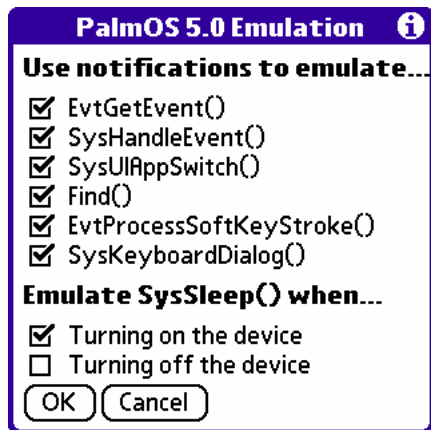 PalmOS 5.0 Emulation i
Use notifications to emulate...
EvtGetEvent()
SysHandleEvent()
SysUIAppSwitch()
Find()
EvtProcessSoftKeyStroke()
SysKeyboardDialog()
Emulate SysSleep() when...
Turning on the device
Turning off the device
OK Cancel